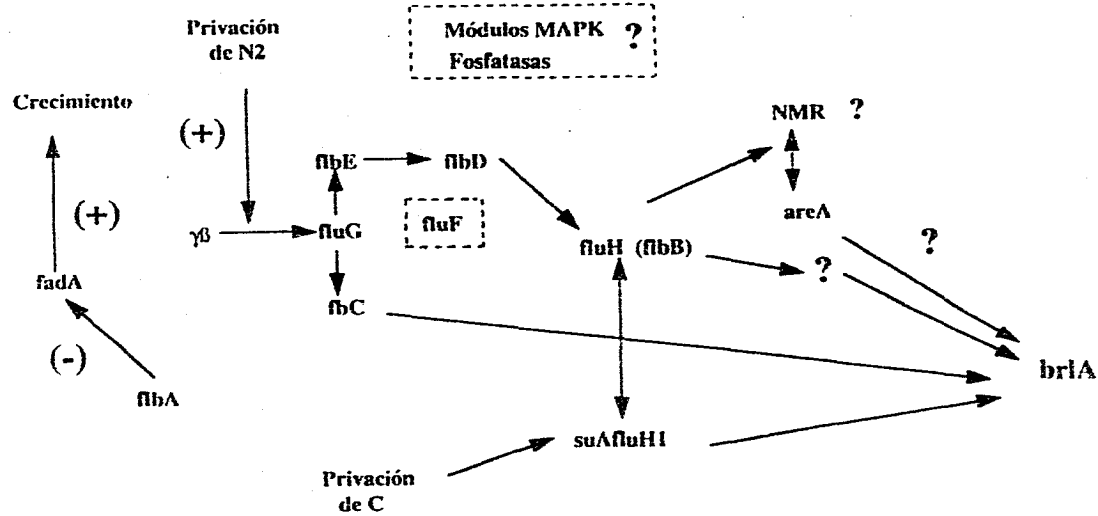 Privación
de N2
Módulos MAPK ?
Fosfatasas
Crecimiento
NMR ?
(+)
flbE
flbD
(+)
areA
fluF
γß
fluG
fluH (flbB)
?
fadA
?
fbC
(-)
brlA
flbA
suAfluH1
Privación
de C